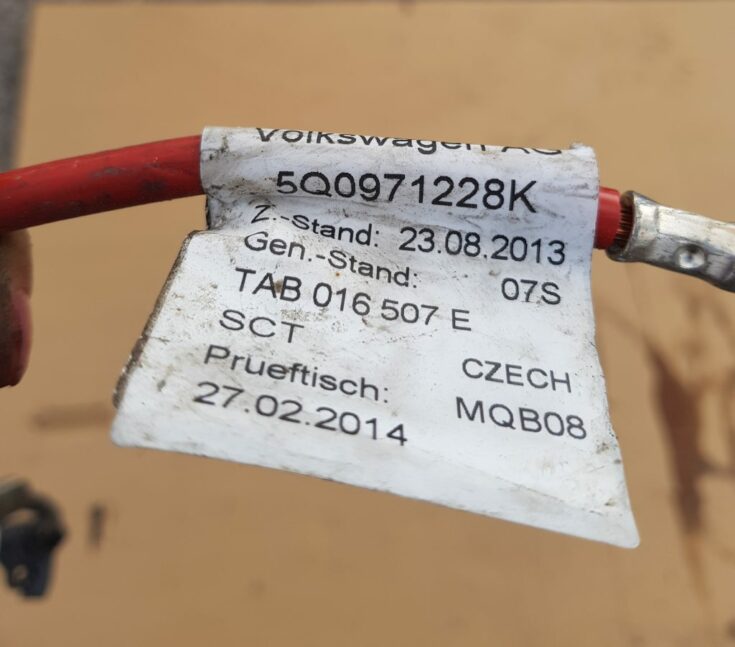 Volkswagen AG
5Q0971228K
Z.-Stand: 23.08.2013
Gen.-Stand: 07S
TAB 016 507 E
SCT CZECH
Prueftisch: MQB08
27.02.2014